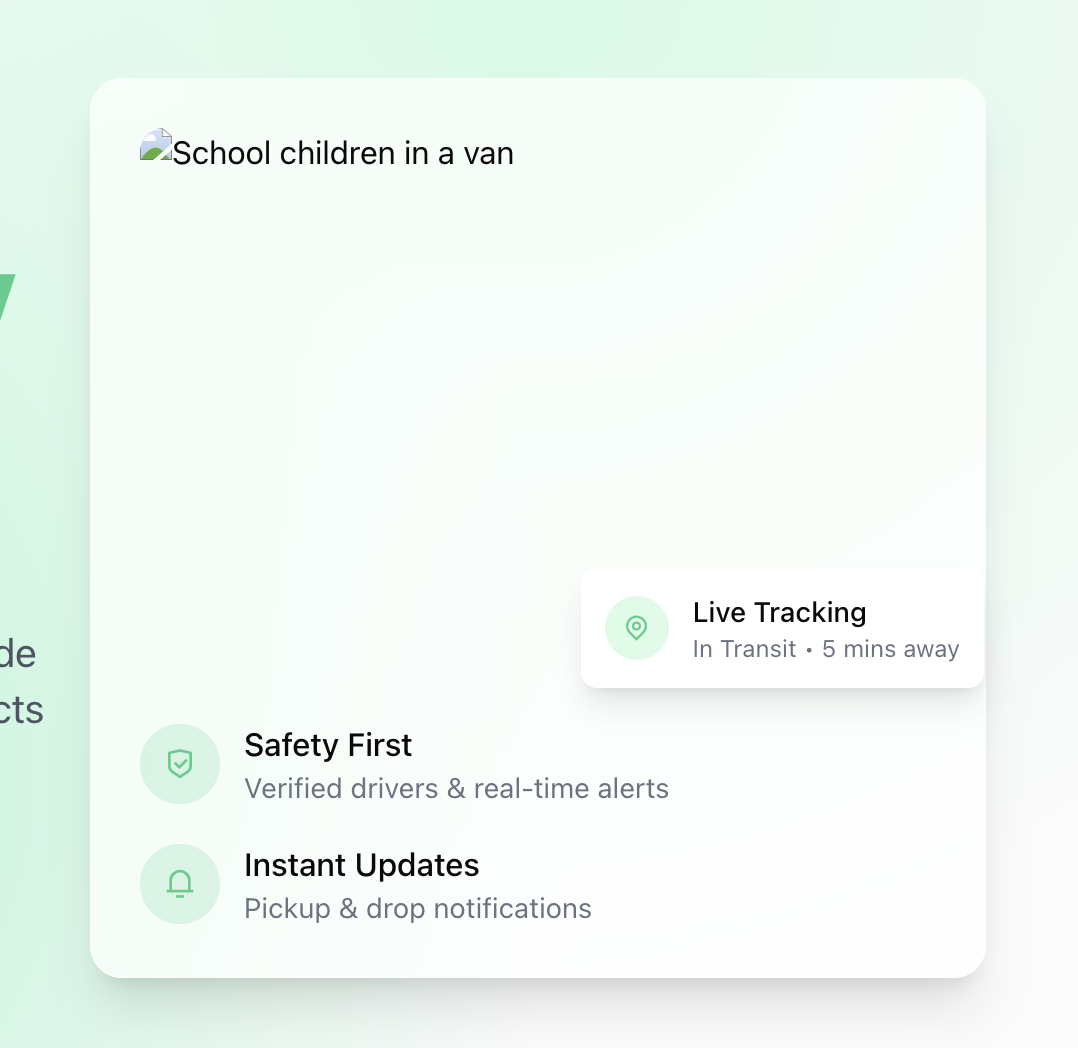 School children in a van
de
cts
Live Tracking
In Transit • 5 mins away
Safety First
Verified drivers & real-time alerts
Instant Updates
Pickup & drop notifications